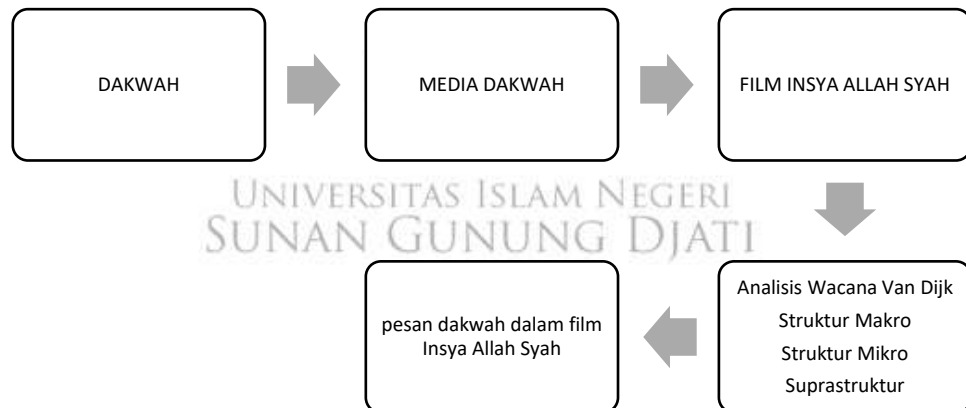 DAKWAH
MEDIA DAKWAH
FILM INSYA ALLAH SYAH
UNIVERSITAS ISLAM NEGERI
SUNAN GUNUNG DJATI
Analisis Wacana Van Dijk
Struktur Makro
Struktur Mikro
Suprastruktur
pesan dakwah dalam film
Insya Allah Syah